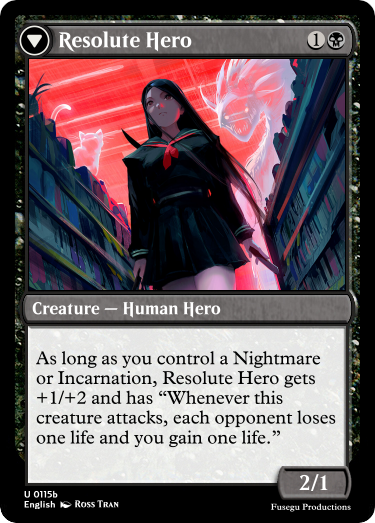 Resolute Hero 1
Creature — Human Hero
As long as you control a Nightmare
or Incarnation, Resolute Hero gets
+1/+2 and has “Whenever this
creature attacks, each opponent loses
one life and you gain one life.”
2/1
U 0115b
English Ross Tran
Fusegu Productions